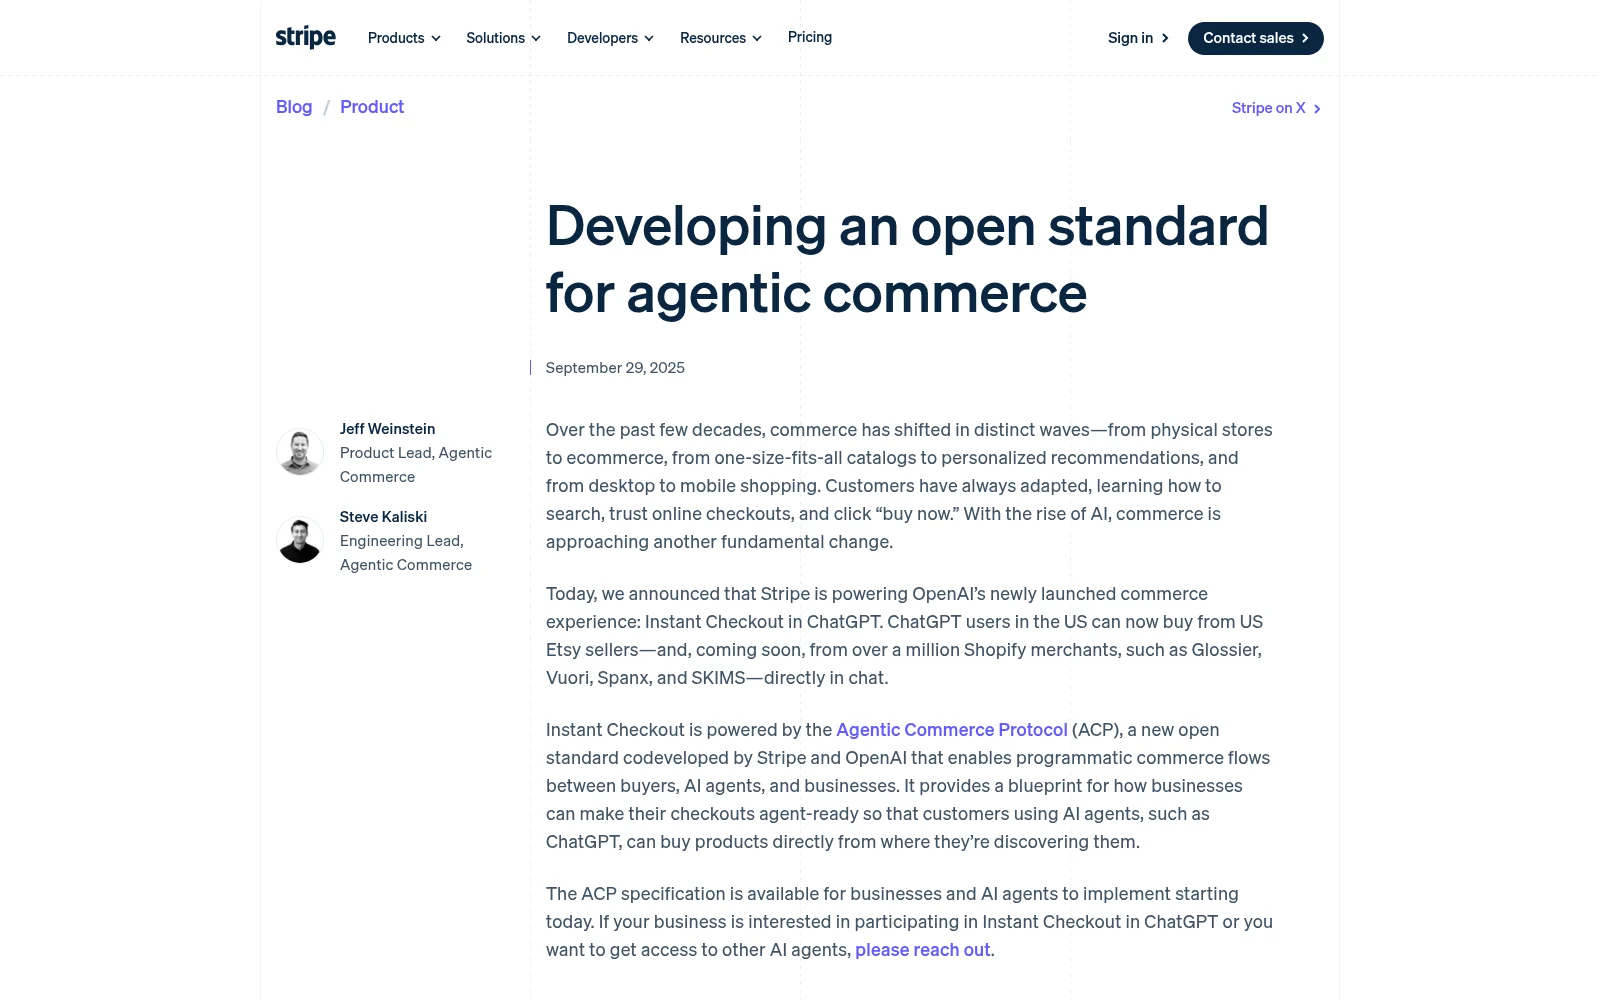 stripe
Products
Solutions
Developers
Resources
Pricing
Sign in
Contact sales
Blog / Product
Stripe on X
Developing an open standard
for agentic commerce
September 29, 2025
Jeff Weinstein
Product Lead, Agentic
Commerce
Steve Kaliski
Engineering Lead,
Agentic Commerce
Over the past few decades, commerce has shifted in distinct waves—from physical stores
to ecommerce, from one-size-fits-all catalogs to personalized recommendations, and
from desktop to mobile shopping. Customers have always adapted, learning how to
search, trust online checkouts, and click “buy now.” With the rise of AI, commerce is
approaching another fundamental change.
Today, we announced that Stripe is powering OpenAI’s newly launched commerce
experience: Instant Checkout in ChatGPT. ChatGPT users in the US can now buy from US
Etsy sellers—and, coming soon, from over a million Shopify merchants, such as Glossier,
Vuori, Spanx, and SKIMS—directly in chat.
Instant Checkout is powered by the Agentic Commerce Protocol (ACP), a new open
standard codeveloped by Stripe and OpenAI that enables programmatic commerce flows
between buyers, AI agents, and businesses. It provides a blueprint for how businesses
can make their checkouts agent-ready so that customers using AI agents, such as
ChatGPT, can buy products directly from where they’re discovering them.
The ACP specification is available for businesses and AI agents to implement starting
today. If your business is interested in participating in Instant Checkout in ChatGPT or you
want to get access to other AI agents, please reach out.